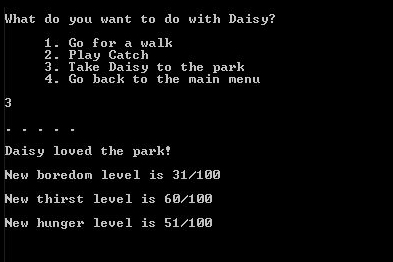 What do you want to do with Daisy?
1. Go for a walk
2. Play Catch
3. Take Daisy to the park
4. Go back to the main menu
3
. . . . .
Daisy loved the park!
New boredom level is 31/100
New thirst level is 60/100
New hunger level is 51/100